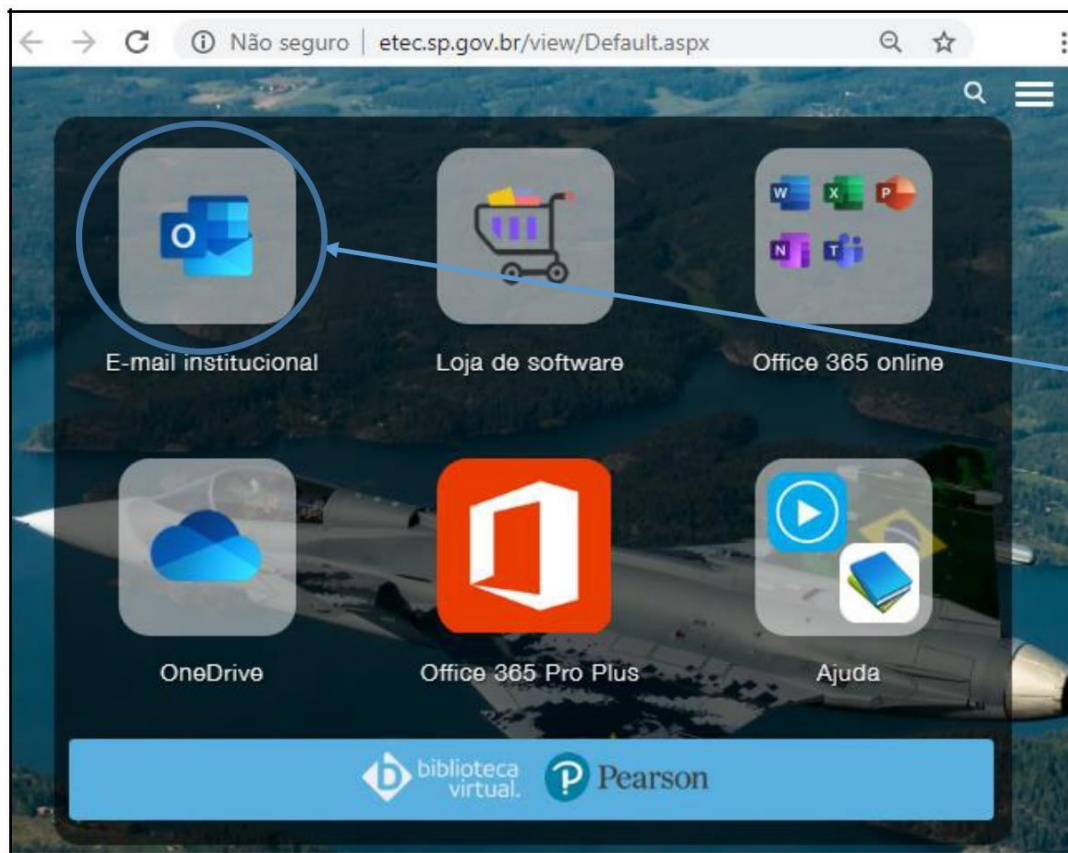 Não seguro | etec.sp.gov.br/view/Default.aspx
O
W X P
N T
E-mail institucional Loja de software Office 365 online
OneDrive Office 365 Pro Plus Ajuda
biblioteca virtual. P Pearson